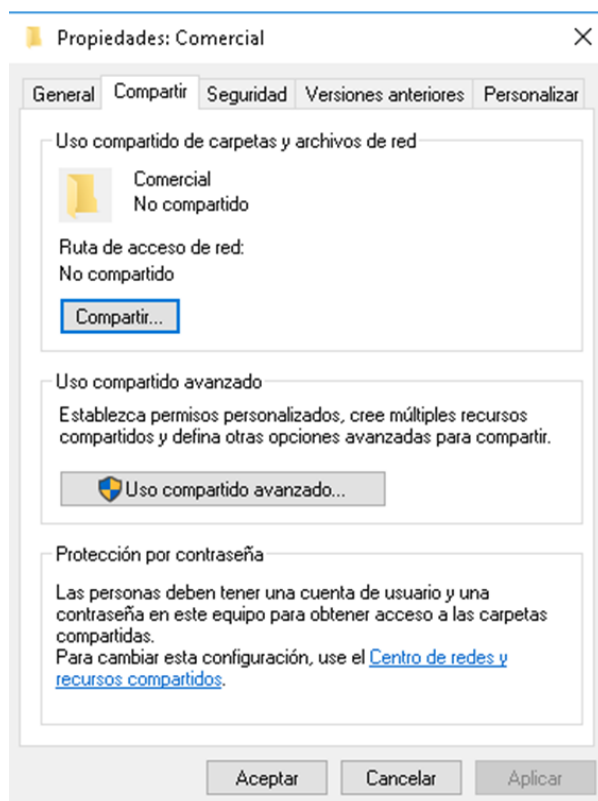 Propiedades: Comercial
General Compartir Seguridad Versiones anteriores Personalizar
Uso compartido de carpetas y archivos de red
Comercial
No compartido
Ruta de acceso de red:
No compartido
Compartir...
Uso compartido avanzado
Establezca permisos personalizados, cree múltiples recursos
compartidos y defina otras opciones avanzadas para compartir.
Uso compartido avanzado...
Protección por contraseña
Las personas deben tener una cuenta de usuario y una
contraseña en este equipo para obtener acceso a las carpetas
compartidas.
Para cambiar esta configuración, use el Centro de redes y
recursos compartidos.
Aceptar Cancelar Aplicar